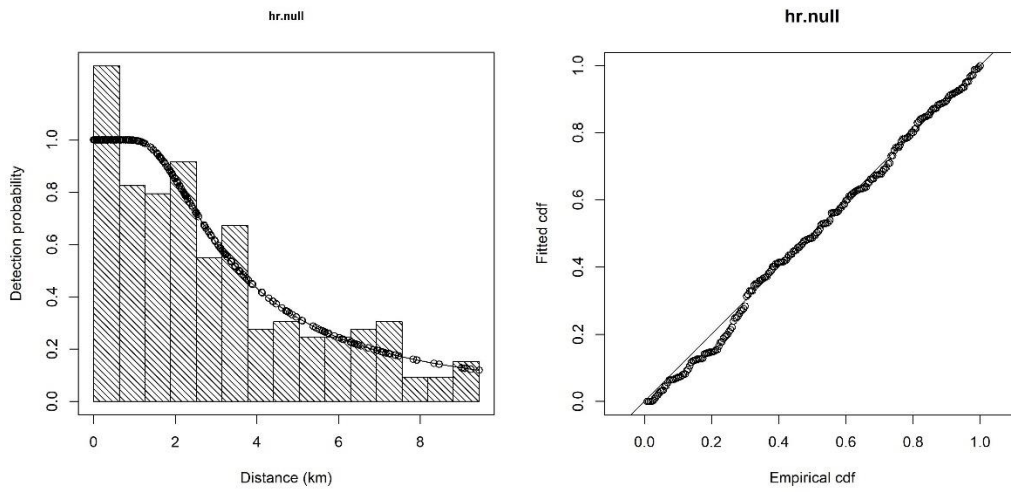 hr.null
Detection probability
1.0
0.8
0.6
0.4
0.2
0.0
0 2 4 6 8
Distance (km)
hr.null
Fitted cdf
1.0
0.8
0.6
0.4
0.2
0.0
0.0 0.2 0.4 0.6 0.8 1.0
Empirical cdf